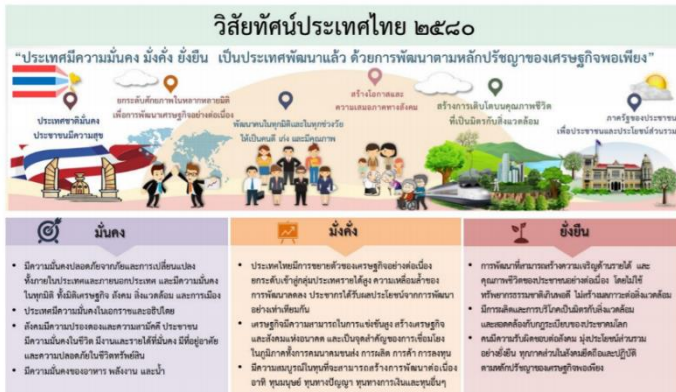 วิสัยทัศน์ประเทศไทย ๒๕๘๐
“ประเทศมีความมั่นคง มั่งคั่ง ยั่งยืน เป็นประเทศพัฒนาแล้ว ด้วยการพัฒนาตามหลักปรัชญาของเศรษฐกิจพอเพียง”
ประเทศชาติมั่นคง
ประชาชนมีความสุข
ยกระดับศักยภาพในหลากหลายมิติ
เพื่อการพัฒนาเศรษฐกิจอย่างต่อเนื่อง
พัฒนาคนในทุกมิติและในทุกช่วงวัย
ให้เป็นคนดี เก่ง และมีคุณภาพ
สร้างโอกาสและ
ความเสมอภาคทางสังคม
สร้างการเติบโตบนคุณภาพชีวิต
ที่เป็นมิตรกับสิ่งแวดล้อม
ภาครัฐของประชาชน
เพื่อประชาชนและประโยชน์ส่วนรวม
มั่นคง
• มีความมั่นคงปลอดภัยจากภัยและการเปลี่ยนแปลง
ทั้งภายในประเทศและภายนอกประเทศ และมีความมั่นคง
ในทุกมิติ ทั้งมิติเศรษฐกิจ สังคม สิ่งแวดล้อม และการเมือง
• ประเทศมีความมั่นคงในเอกราชและอธิปไตย
• สังคมมีความปรองดองและความสามัคคี ประชาชน
มีความมั่นคงในชีวิต มีงานและรายได้ที่มั่นคง มีที่อยู่อาศัย
และความปลอดภัยในชีวิตทรัพย์สิน
• มีความมั่นคงของอาหาร พลังงาน และน้ำ
มั่งคั่ง
• ประเทศไทยมีการขยายตัวของเศรษฐกิจอย่างต่อเนื่อง
ยกระดับเข้าสู่กลุ่มประเทศรายได้สูง ความเหลื่อมล้ำของ
การพัฒนาลดลง ประชากรได้รับผลประโยชน์จากการพัฒนา
อย่างเท่าเทียมกัน
• เศรษฐกิจมีความสามารถในการแข่งขันสูง สร้างเศรษฐกิจ
และสังคมแห่งอนาคต และเป็นจุดสำคัญของการเชื่อมโยง
ในภูมิภาคทั้งการคมนาคมขนส่ง การผลิต การค้า การลงทุน
• มีความสมบูรณ์ในทุนที่จะสามารถสร้างการพัฒนาต่อเนื่อง
อาทิ ทุนมนุษย์ ทุนทางปัญญา ทุนทางการเงินและทุนอื่นๆ
ยั่งยืน
• การพัฒนาที่สามารถสร้างความเจริญด้านรายได้ และ
คุณภาพชีวิตของประชาชนอย่างต่อเนื่อง โดยไม่ใช้
ทรัพยากรธรรมชาติเกินพอดี ไม่สร้างมลภาวะต่อสิ่งแวดล้อม
• มีการผลิตและการบริโภคเป็นมิตรกับสิ่งแวดล้อม
และสอดคล้องกับกฎระเบียบของประชาคมโลก
• คนมีความรับผิดชอบต่อสังคม มุ่งประโยชน์ส่วนรวม
อย่างยั่งยืน ทุกภาคส่วนในสังคมยึดถือและปฏิบัติ
ตามหลักปรัชญาของเศรษฐกิจพอเพียง